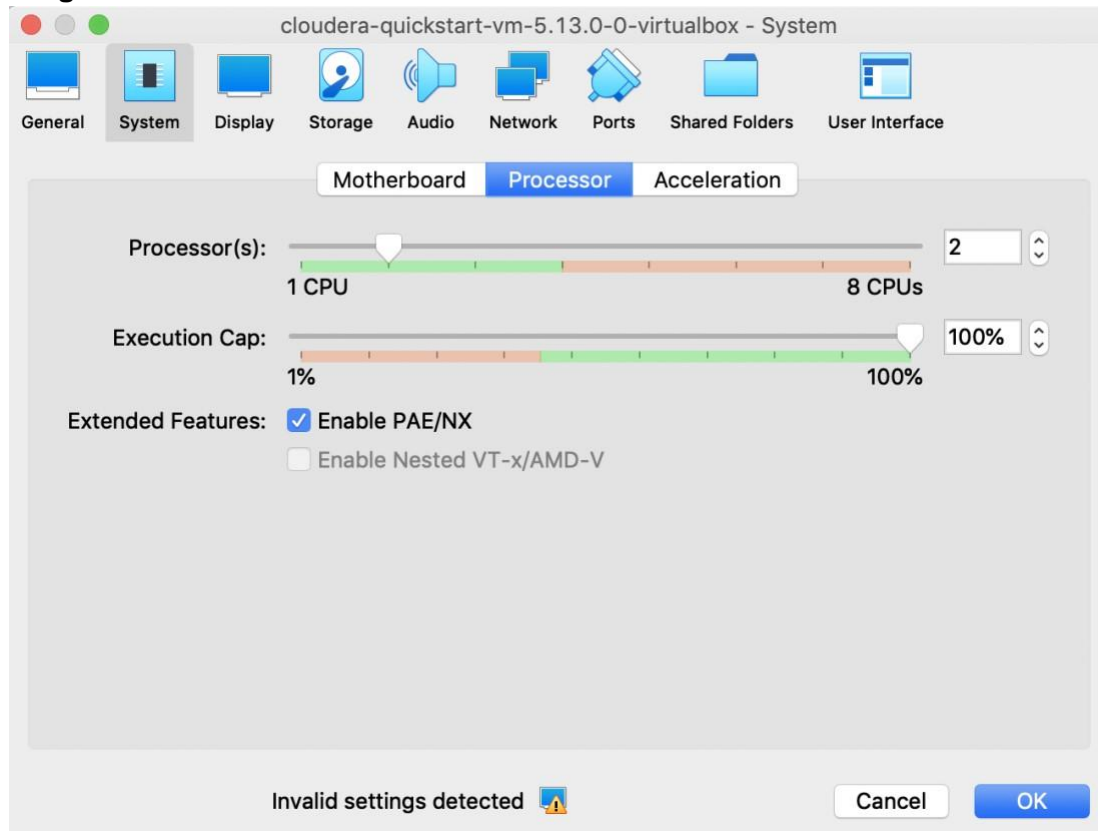 cloudera-quickstart-vm-5.13.0-0-virtualbox - System
General System Display Storage Audio Network Ports Shared Folders User Interface
Motherboard Processor Acceleration
Processor(s): 2
1 CPU 8 CPUs
Execution Cap: 100%
1% 100%
Extended Features: Enable PAE/NX
Enable Nested VT-x/AMD-V
Invalid settings detected Cancel OK